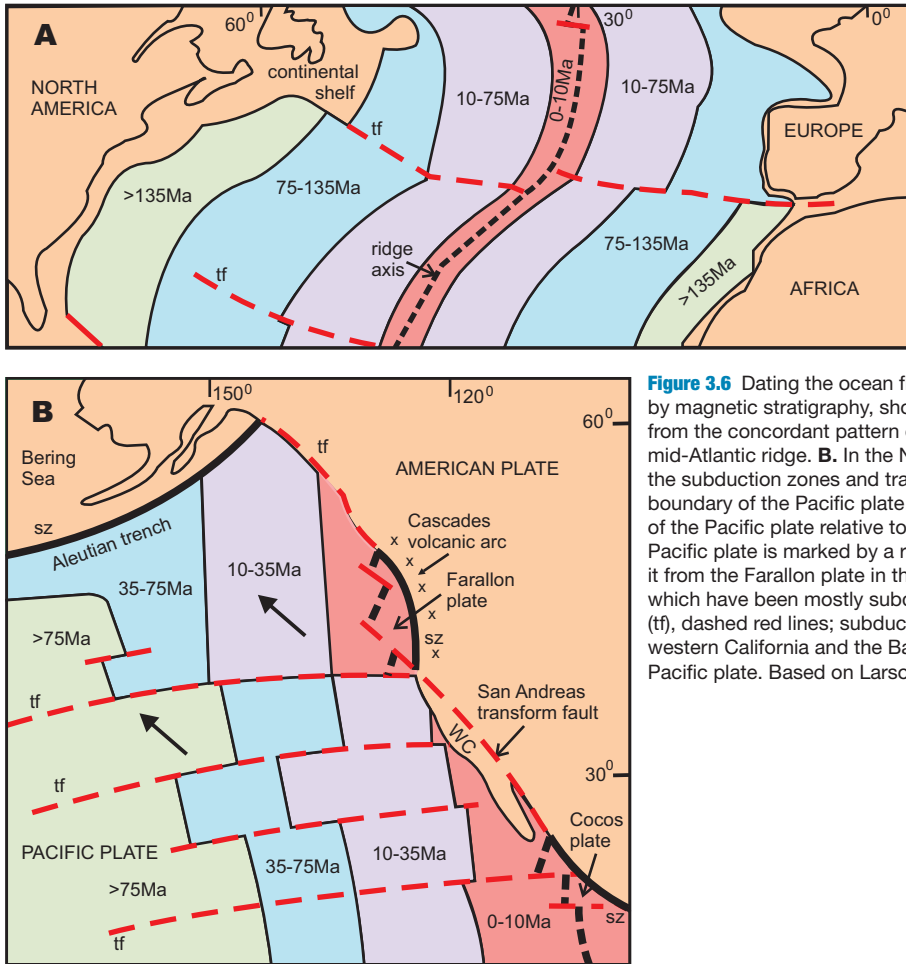 A
60⁰
30⁰
0⁰
NORTH
AMERICA
continental
shelf
tf
10-75Ma
0-10Ma
10-75Ma
EUROPE
>135Ma
75-135Ma
tf
ridge
axis
75-135Ma
>135Ma
AFRICA
B
150⁰
120⁰
60⁰
Bering
Sea
sz
Aleutian trench
tf
AMERICAN PLATE
Cascades
volcanic arc
x
x
x
x
x
Farallon
plate
sz
35-75Ma
10-35Ma
>75Ma
tf
San Andreas
transform fault
WC
30⁰
tf
Cocos
plate
PACIFIC PLATE
>75Ma
35-75Ma
10-35Ma
0-10Ma
sz
tf
Figure 3.6 Dating the ocean f
by magnetic stratigraphy, sho
from the concordant pattern
mid-Atlantic ridge. B. In the N
the subduction zones and tra
boundary of the Pacific plate
of the Pacific plate relative to
Pacific plate is marked by a r
it from the Farallon plate in th
which have been mostly subd
(tf), dashed red lines; subduc
western California and the Ba
Pacific plate. Based on Larso